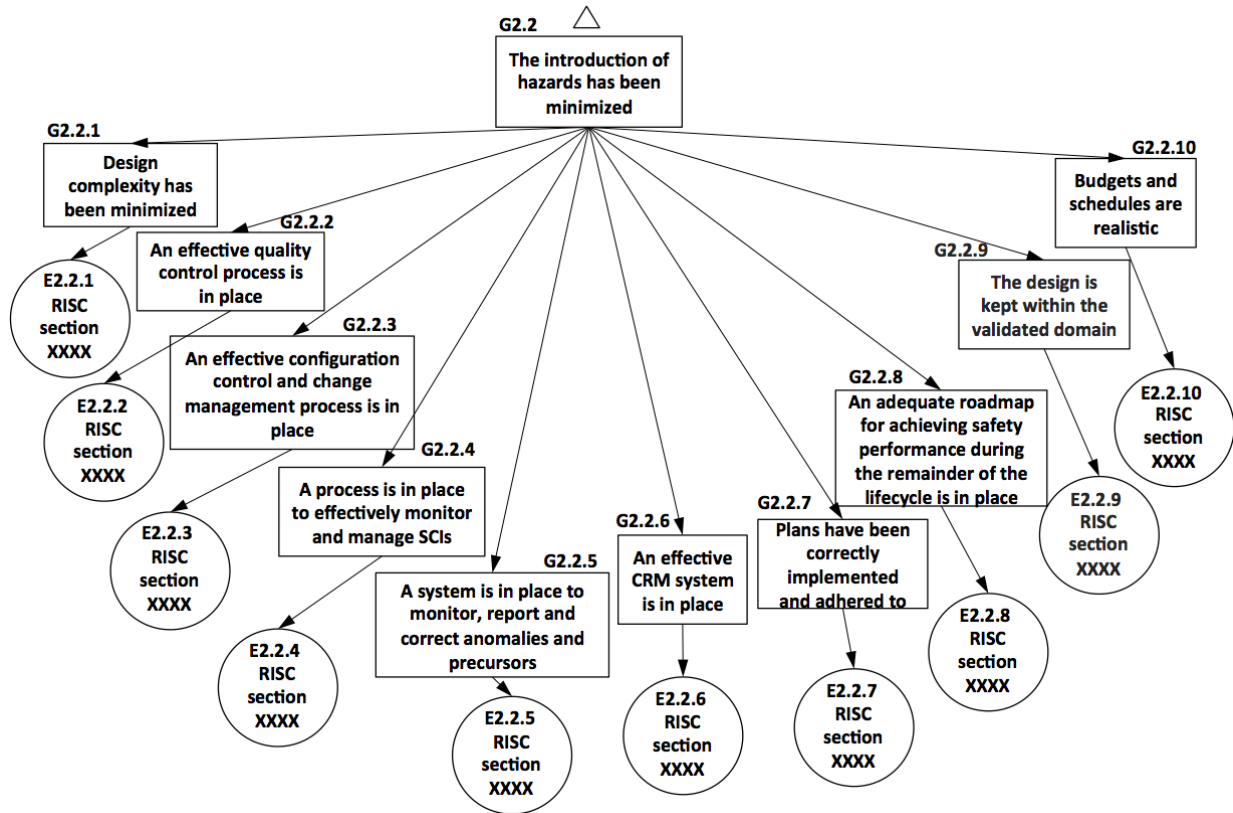 G2.2
The introduction of
hazards has been
minimized
G2.2.1
Design
complexity has
been minimized
E2.2.1
RISC
section
XXXX
G2.2.2
An effective quality
control process is
in place
E2.2.2
RISC
section
XXXX
G2.2.3
An effective configuration
control and change
management process is in
place
E2.2.3
RISC
section
XXXX
G2.2.4
A process is in place
to effectively monitor
and manage SCIs
E2.2.4
RISC
section
XXXX
G2.2.5
A system is in place to
monitor, report and
correct anomalies and
precursors
E2.2.5
RISC
section
XXXX
G2.2.6
An effective
CRM system
is in place
E2.2.6
RISC
section
XXXX
G2.2.7
Plans have been
correctly
implemented
and adhered to
E2.2.7
RISC
section
XXXX
G2.2.8
An adequate roadmap
for achieving safety
performance during
the remainder of the
lifecycle is in place
E2.2.8
RISC
section
XXXX
G2.2.9
The design is
kept within the
validated domain
E2.2.9
RISC
section
XXXX
G2.2.10
Budgets and
schedules are
realistic
E2.2.10
RISC
section
XXXX